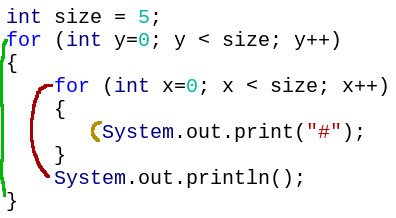 int size = 5;
for (int y=0; y < size; y++)
{
    for (int x=0; x < size; x++)
    {
        System.out.print("#");
    }
    System.out.println();
}